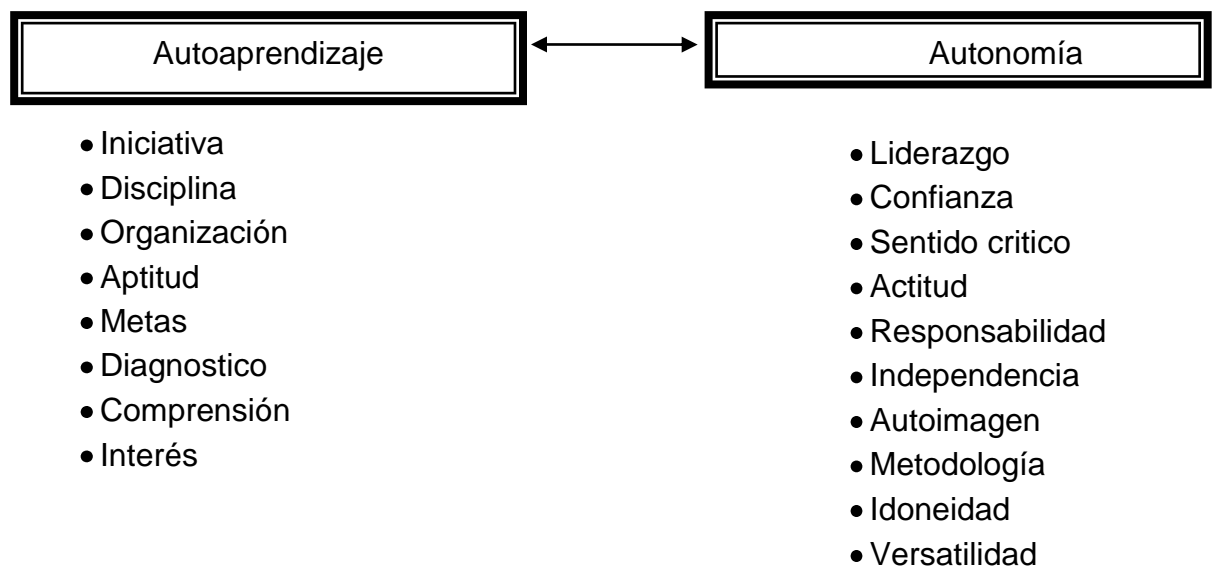 Autoaprendizaje
Autonomía
• Iniciativa
• Disciplina
• Organización
• Aptitud
• Metas
• Diagnostico
• Comprensión
• Interés
• Liderazgo
• Confianza
• Sentido critico
• Actitud
• Responsabilidad
• Independencia
• Autoimagen
• Metodología
• Idoneidad
• Versatilidad